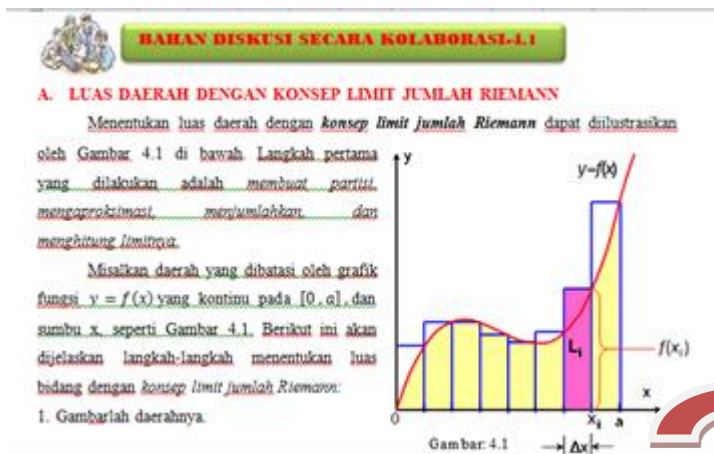 BAHAN DISKUSI SECARA KOLABORASI-4.1
A. LUAS DAERAH DENGAN KONSEP LIMIT JUMLAH RIEMANN
Menentukan luas daerah dengan konsep limit jumlah Riemann dapat diilustrasikan
oleh Gambar 4.1 di bawah. Langkah pertama
yang dilakukan adalah membuat partisi,
mengaproksimasi, menjumlahkan, dan
menghitung limitnya.
Misalkan daerah yang dibatasi oleh grafik
fungsi y = f(x) yang kontinu pada [0,a], dan
sumbu x, seperti Gambar 4.1. Berikut ini akan
dijelaskan langkah-langkah menentukan luas
bidang dengan konsep limit jumlah Riemann:
1. Gambarlah daerahnya.
y
y=f(x)
Li
f(xi)
x
0
xi a
Δx
Gambar: 4.1